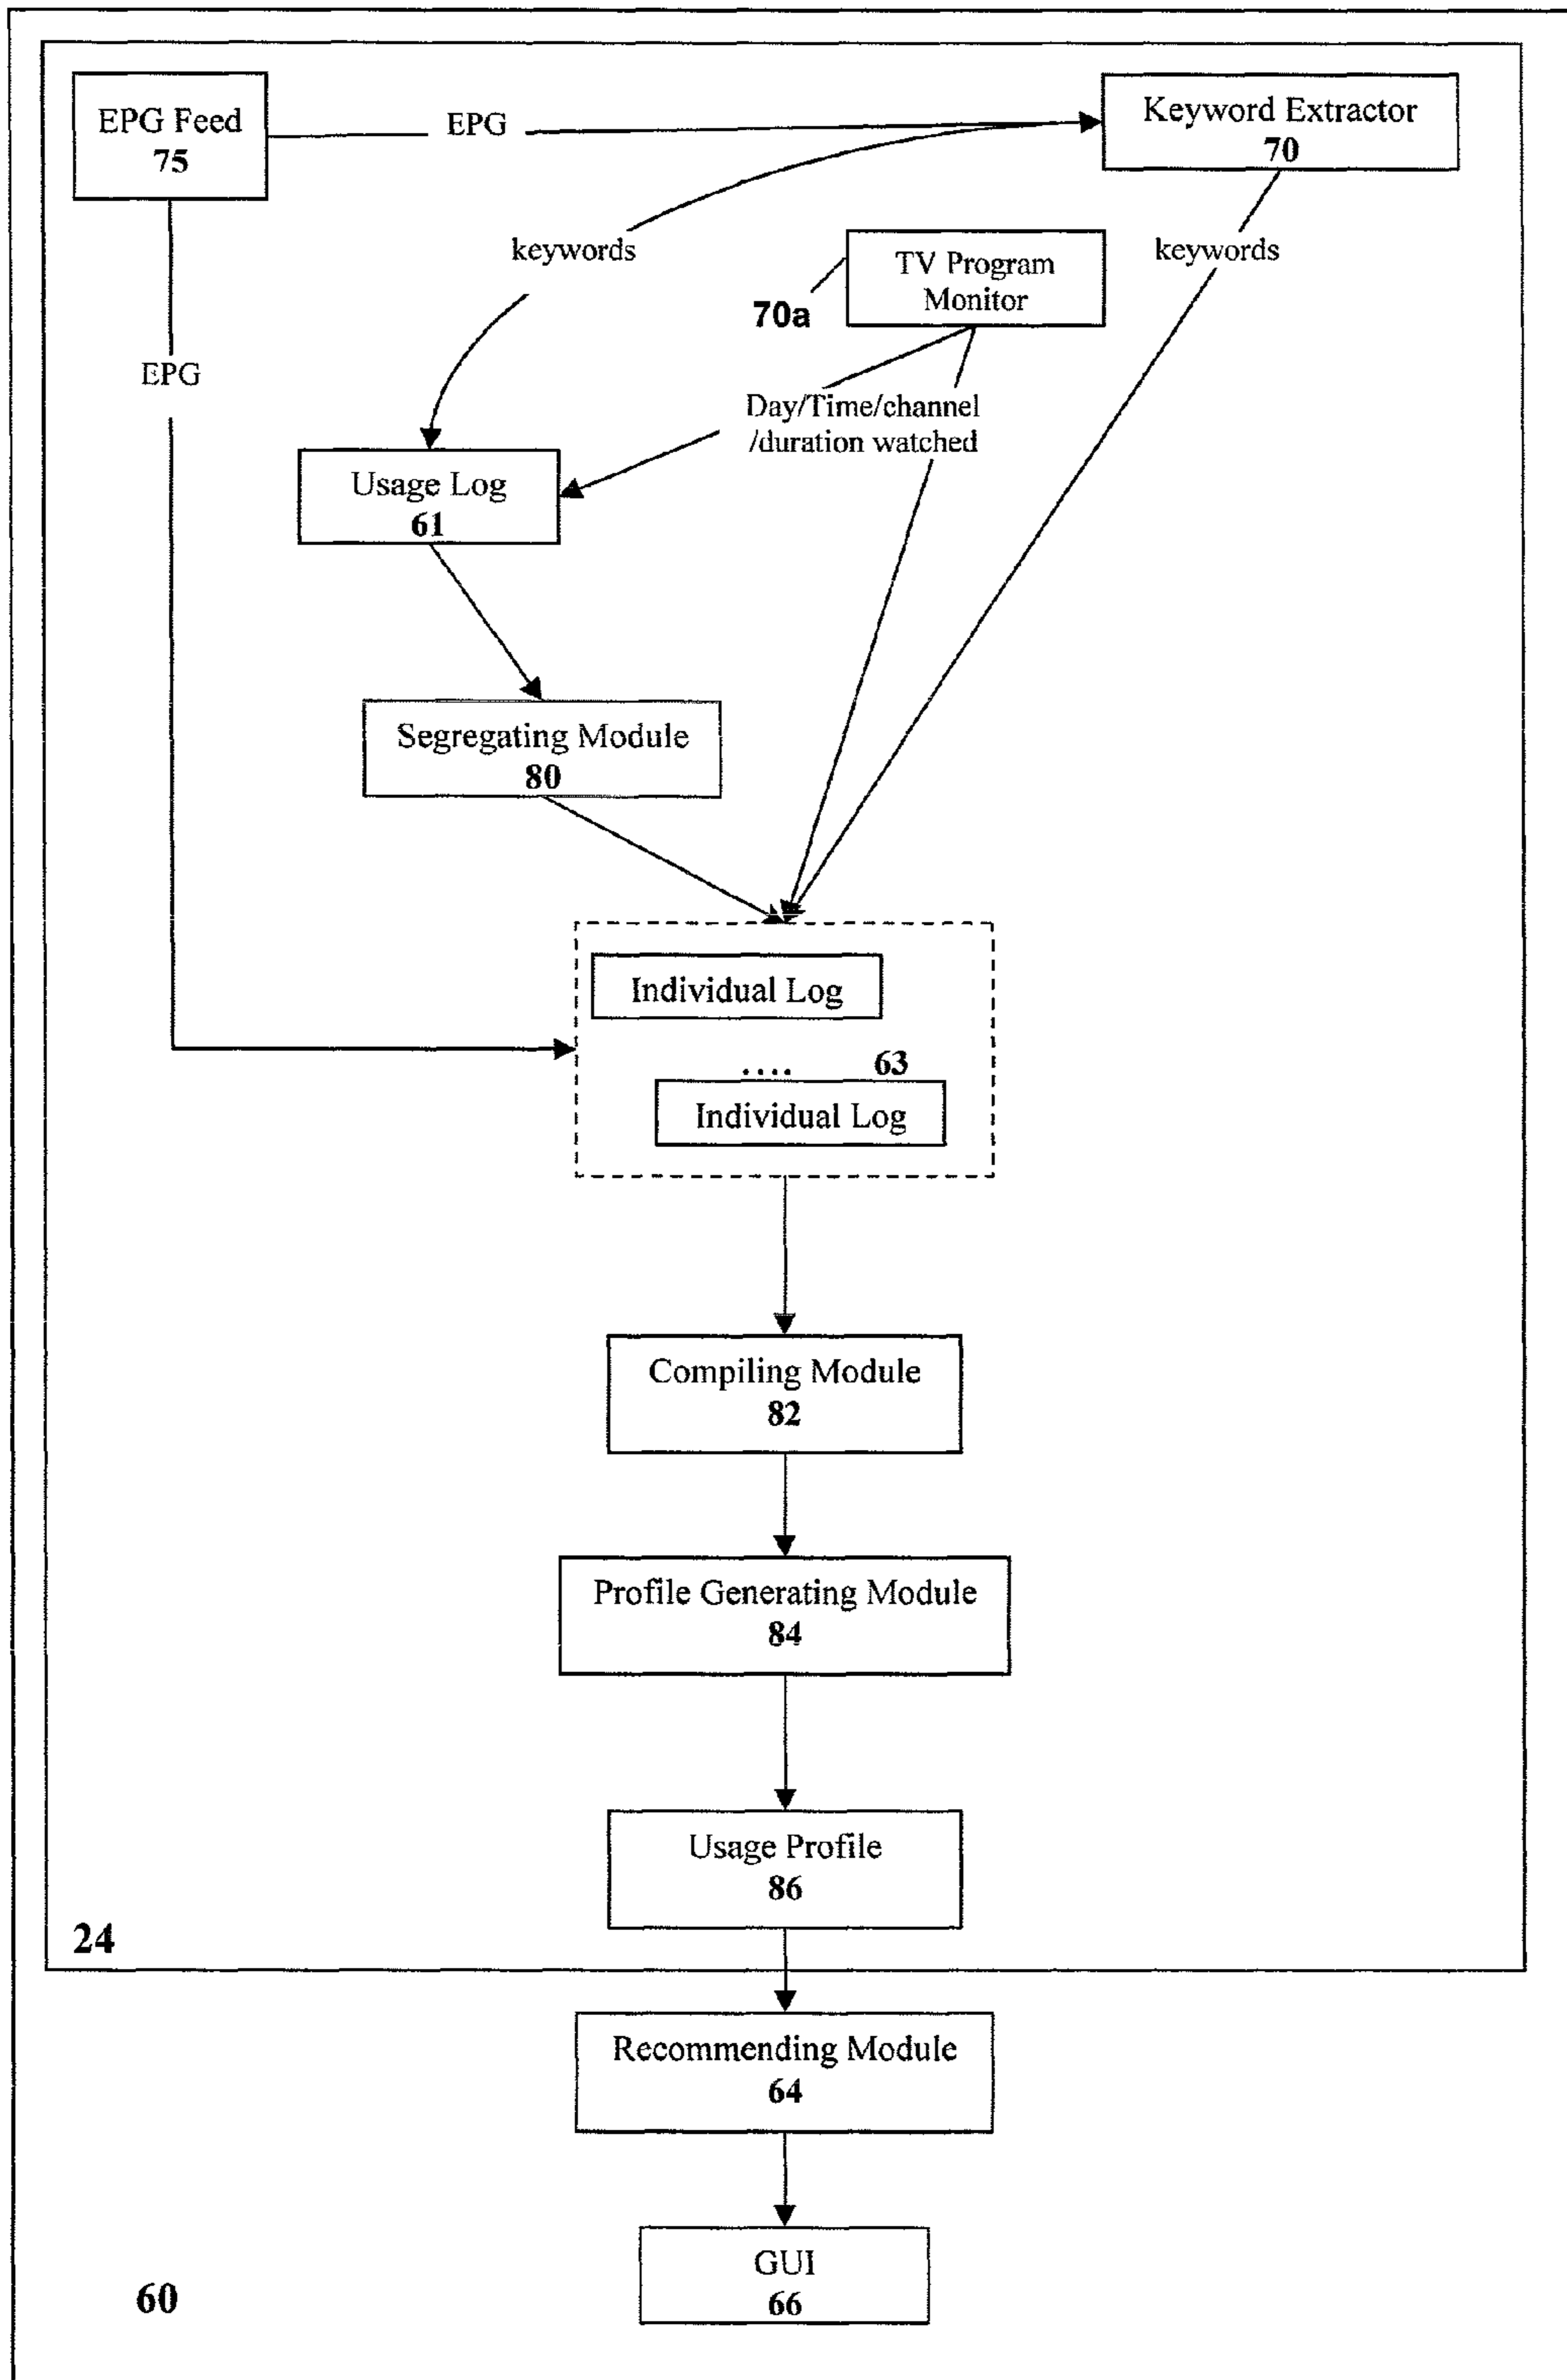 EPG Feed
75
EPG
Keyword Extractor
70
keywords
keywords
TV Program
Monitor
70a
EPG
Day/Time/channel
/duration watched
Usage Log
61
Segregating Module
80
Individual Log
.... 63
Individual Log
Compiling Module
82
Profile Generating Module
84
Usage Profile
86
24
Recommending Module
64
GUI
66
60